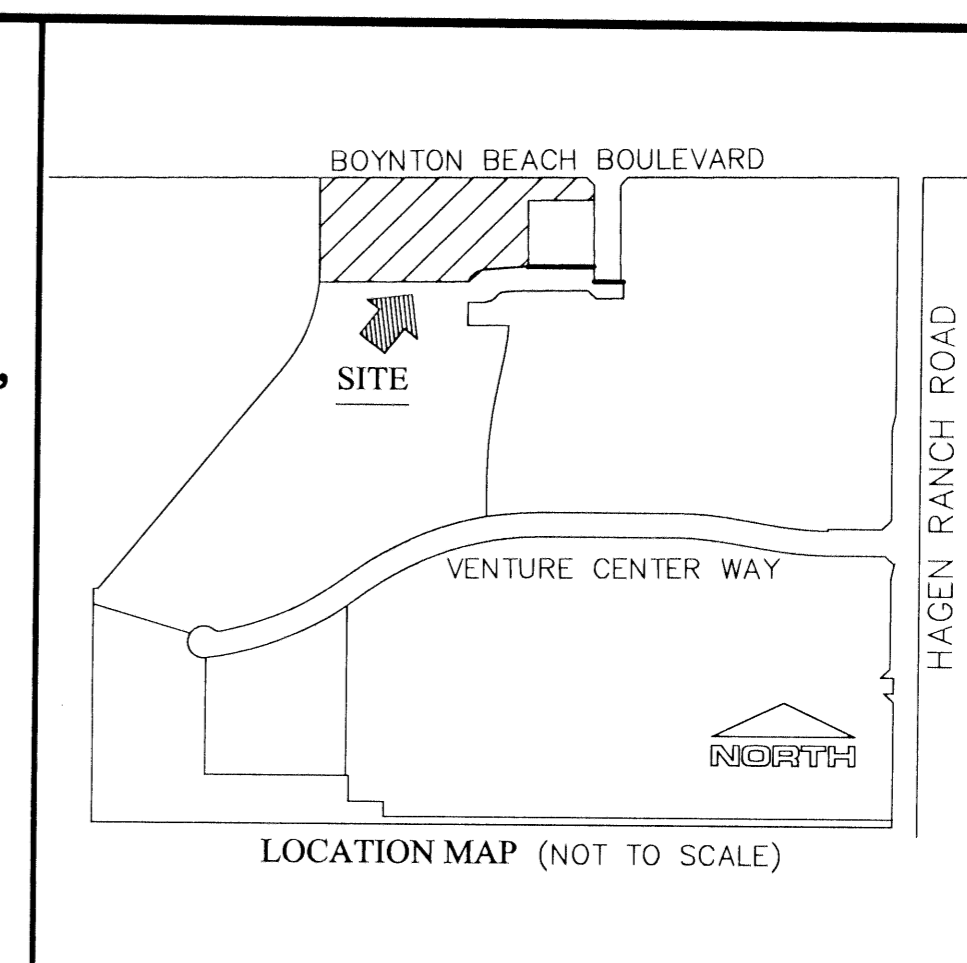 BOYNTON BEACH BOULEVARD
SITE
HAGEN RANCH ROAD
VENTURE CENTER WAY
NORTH
LOCATION MAP (NOT TO SCALE)
,